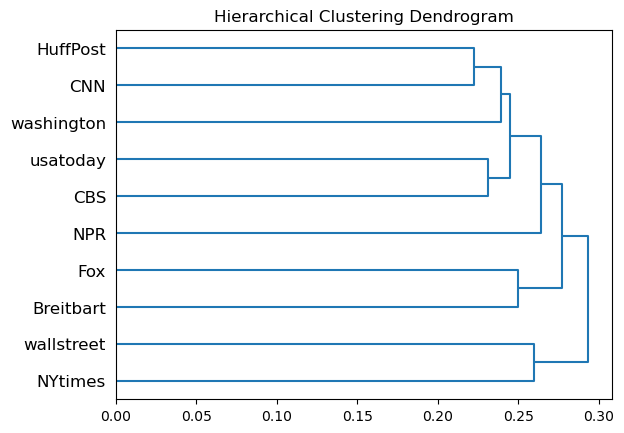 Hierarchical Clustering Dendrogram
HuffPost
CNN
washington
usatoday
CBS
NPR
Fox
Breitbart
wallstreet
NYtimes
0.00 0.05 0.10 0.15 0.20 0.25 0.30